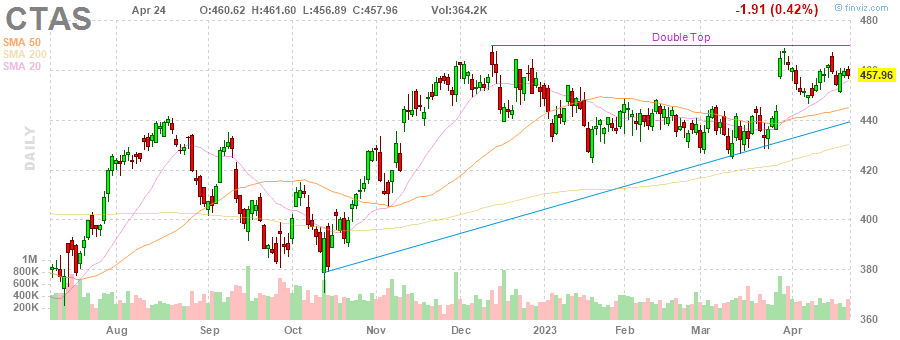 CTAS
Apr 24 O:460.62 H:461.60 L:456.89 C:457.96 Vol:364.2K -1.91 (0.42%) © finviz.com
SMA 50
SMA 200
SMA 20
Double Top
DAILY
480
460
457.96
440
420
400
380
360
1M
800K
600K
400K
200K
Aug Sep Oct Nov Dec 2023 Feb Mar Apr